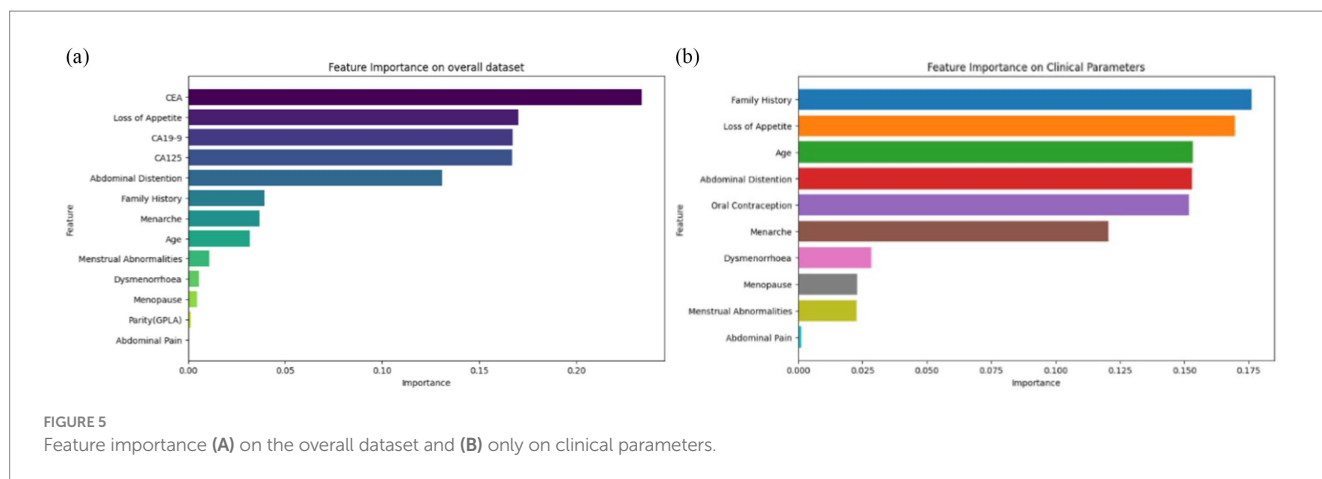 (a)
Feature Importance on overall dataset
Feature
CEA
Loss of Appetite
CA19-9
CA125
Abdominal Distention
Family History
Menarche
Age
Menstrual Abnormalities
Dysmenorrhoea
Menopause
Parity(GPLA)
Abdominal Pain
0.00 0.05 0.10 0.15 0.20
Importance
(b)
Feature Importance on Clinical Parameters
Feature
Family History
Loss of Appetite
Age
Abdominal Distention
Oral Contraception
Menarche
Dysmenorrhoea
Menopause
Menstrual Abnormalities
Abdominal Pain
0.000 0.025 0.050 0.075 0.100 0.125 0.150 0.175
Importance
FIGURE 5
Feature importance (A) on the overall dataset and (B) only on clinical parameters.